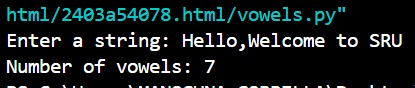 html/2403a54078.html/vowels.py"
Enter a string: Hello,Welcome to SRU
Number of vowels: 7